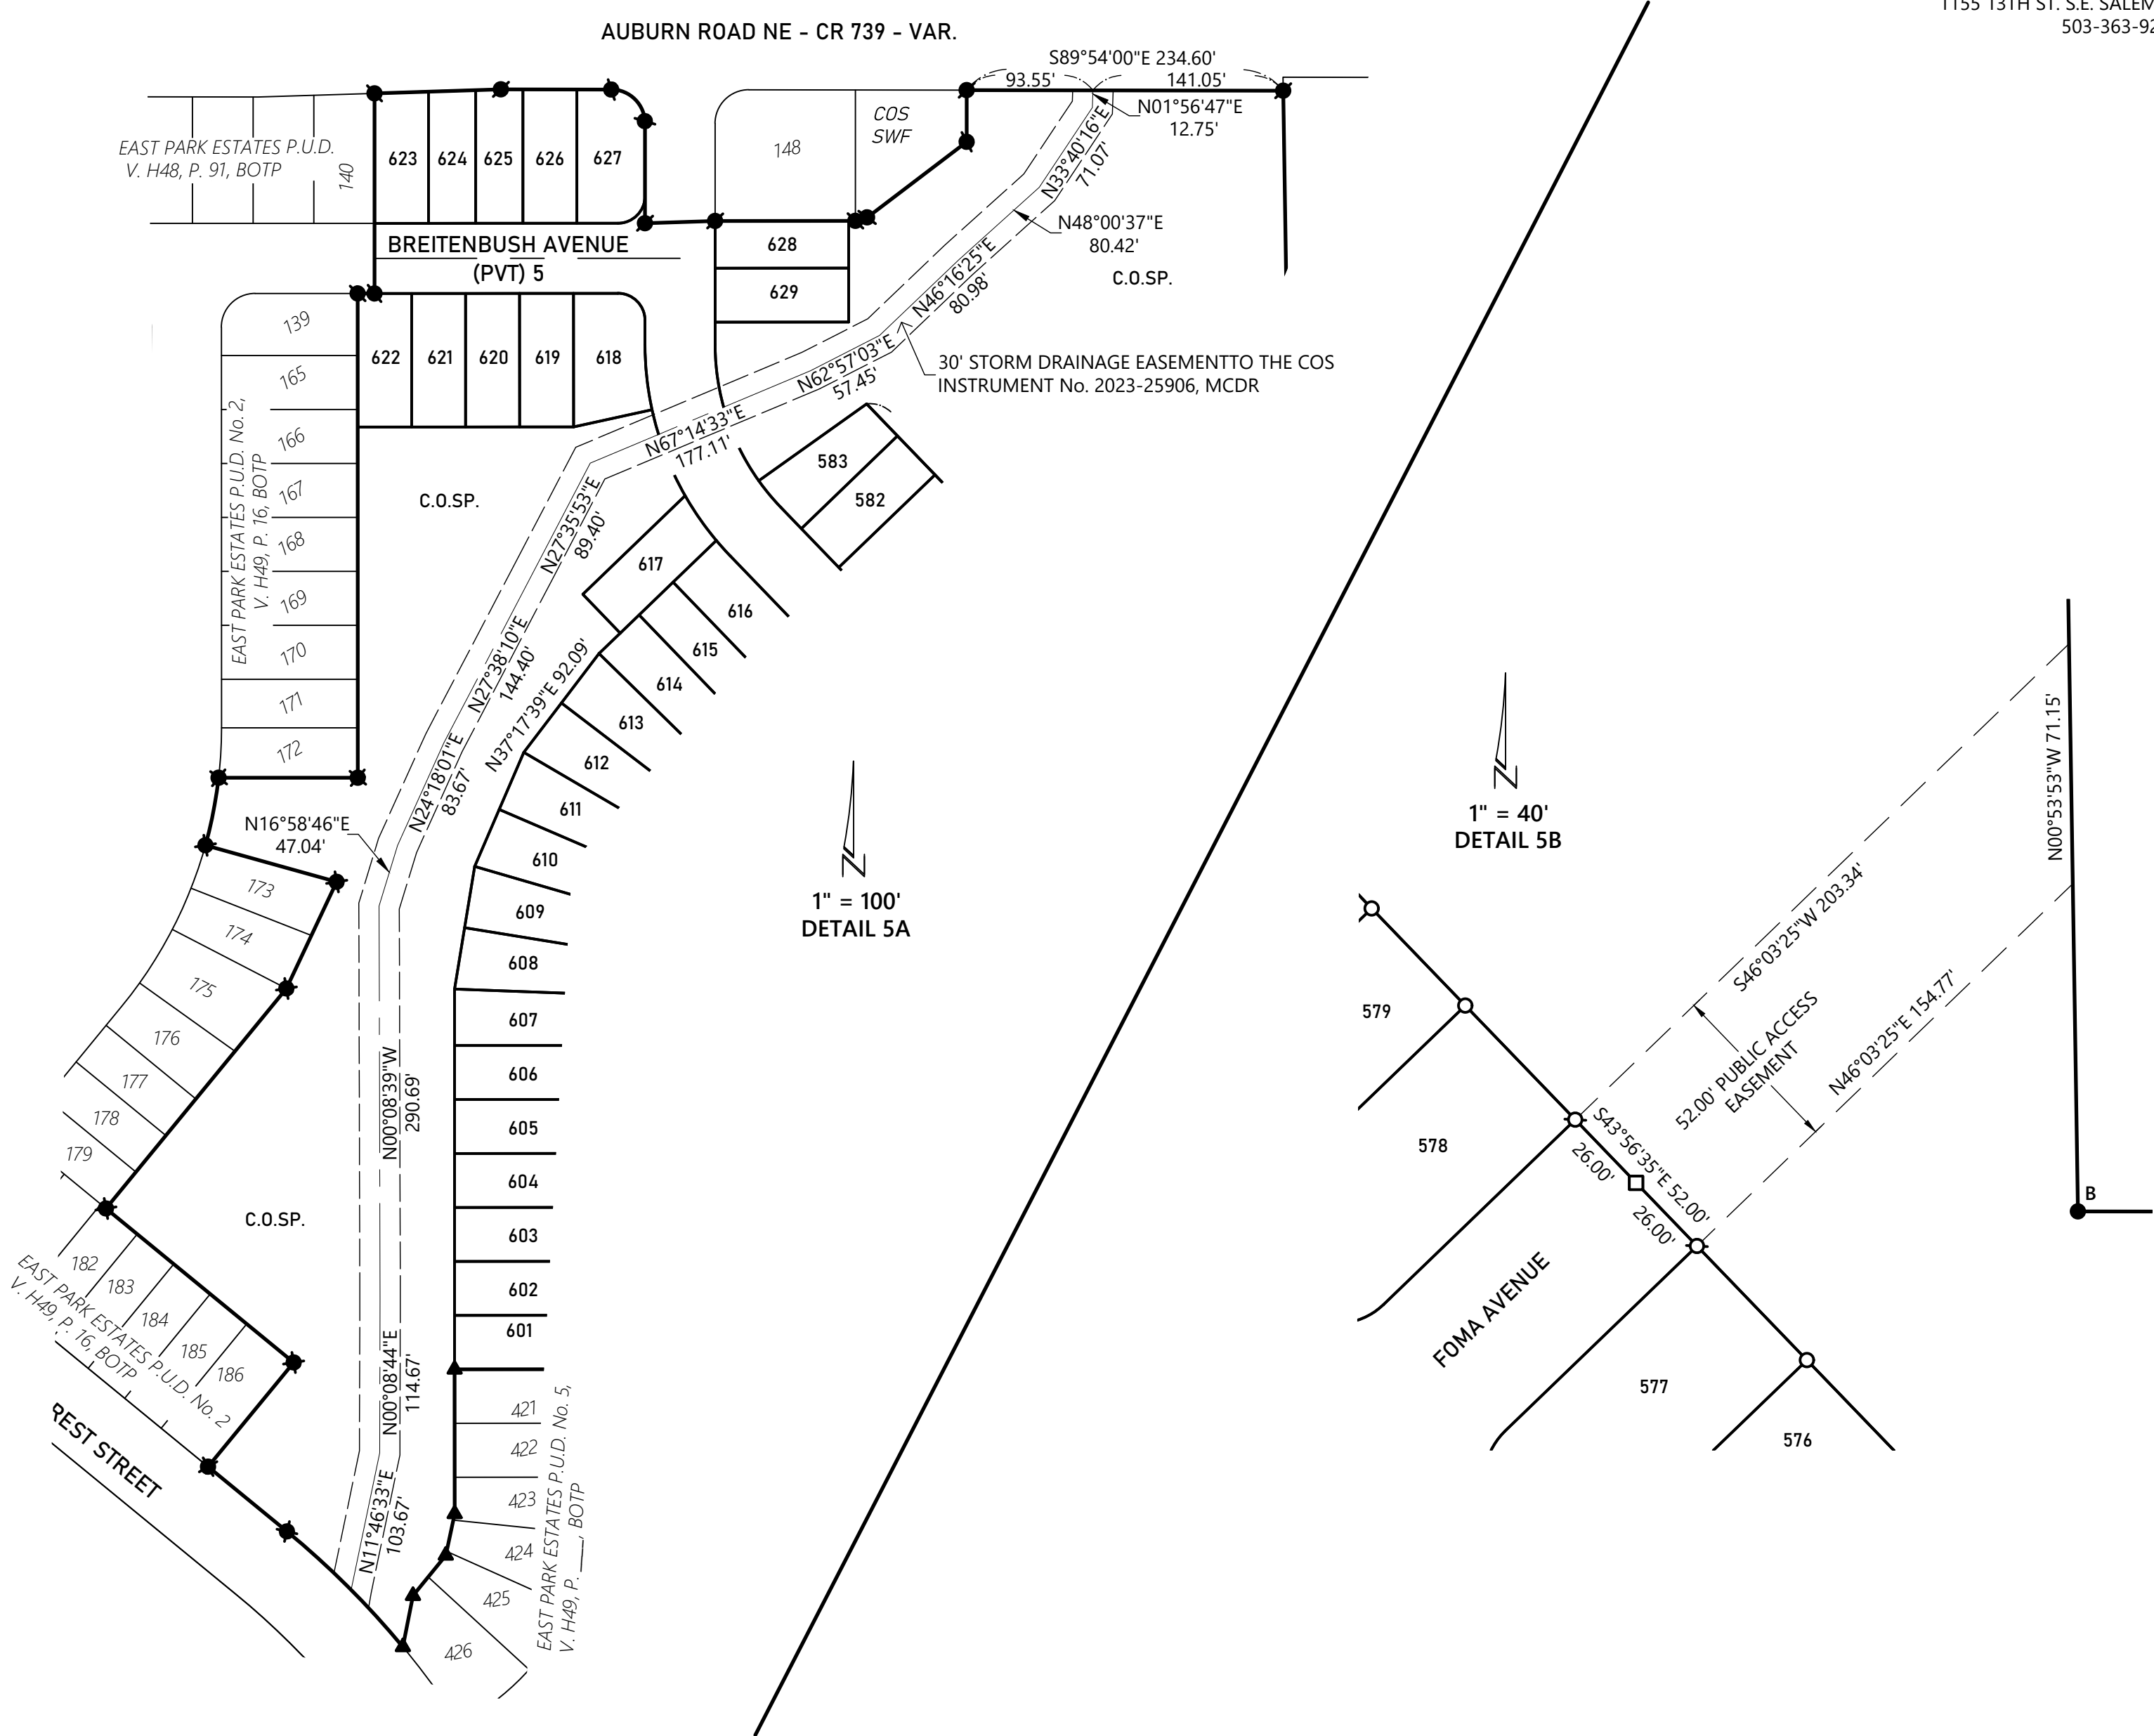 1155 13TH ST. S.E. SALEM
503-363-92
AUBURN ROAD NE - CR 739 - VAR.
S89°54'00"E 234.60'
93.55'
141.05'
N01°56'47"E
12.75'
N33°40'16"E
71.07'
N48°00'37"E
80.42'
N46°16'25"E
80.98'
C.O.SP.
COS
SWF
148
EAST PARK ESTATES P.U.D.
V. H48, P. 91, BOTP
140
623
624
625
626
627
BREITENBUSH AVENUE
(PVT) 5
628
629
622
621
620
619
618
139
165
166
167
168
169
170
171
172
EAST PARK ESTATES P.U.D. No. 2,
V. H49, P. 16, BOTP
30' STORM DRAINAGE EASEMENTTO THE COS
INSTRUMENT No. 2023-25906, MCDR
N62°57'03"E
57.45'
N67°14'33"E
177.11'
583
582
C.O.SP.
N27°35'53"E
89.40'
617
616
615
614
613
612
611
610
609
608
607
606
605
604
603
602
601
N27°38'10"E
144.40'
N37°17'39"E 92.09'
N24°18'01"E
83.67'
N16°58'46"E
47.04'
173
174
175
176
177
178
179
N00°08'39"W
290.69'
C.O.SP.
182
183
184
185
186
EAST PARK ESTATES P.U.D. No. 2
V. H49, P. 16, BOTP
REST STREET
N00°08'44"E
114.67'
N11°46'33"E
103.67'
421
422
423
424
425
426
EAST PARK ESTATES P.U.D. No. 5,
V. H49, P. ____, BOTP
1" = 100'
DETAIL 5A
1" = 40'
DETAIL 5B
N00°53'53"W 71.15'
S46°03'25"W 203.34'
N46°03'25"E 154.77'
52.00' PUBLIC ACCESS
EASEMENT
S43°56'35"E 52.00'
26.00'
26.00'
579
578
FOMA AVENUE
577
576
B